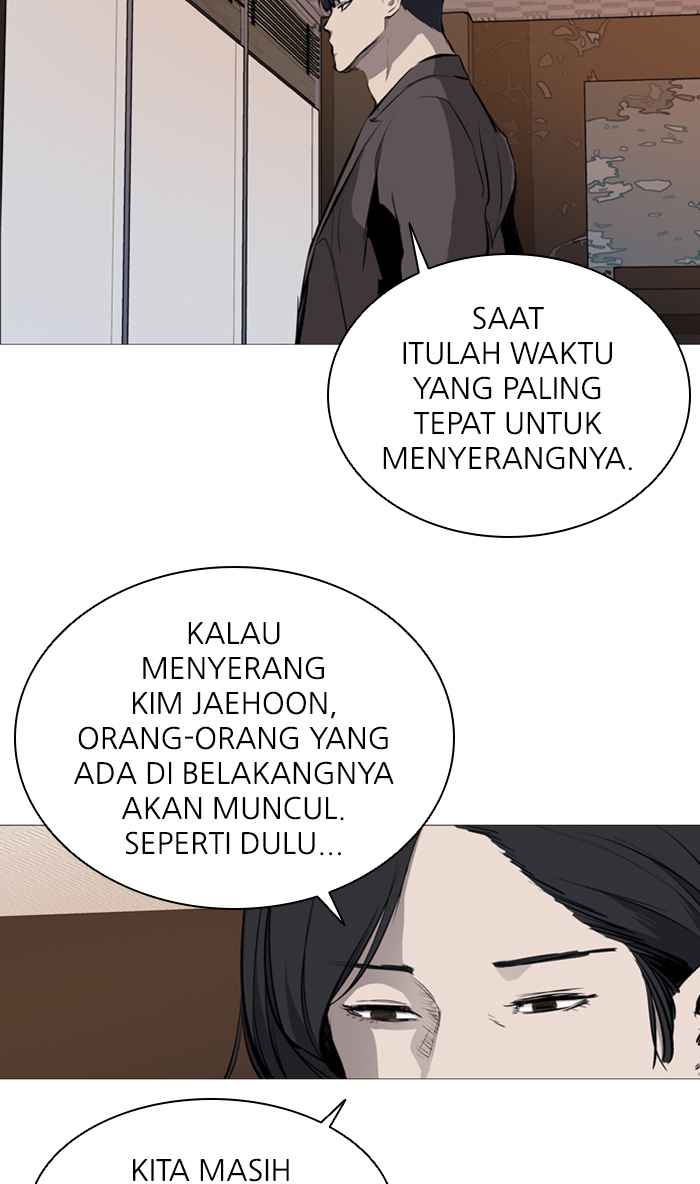 SAAT
ITULAH WAKTU
YANG PALING
TEPAT UNTUK
MENYERANGNYA.
KALAU
MENYERANG
KIM JAEHOON,
ORANG-ORANG YANG
ADA DI BELAKANGNYA
AKAN MUNCUL.
SEPERTI DULU...
KITA MASIH